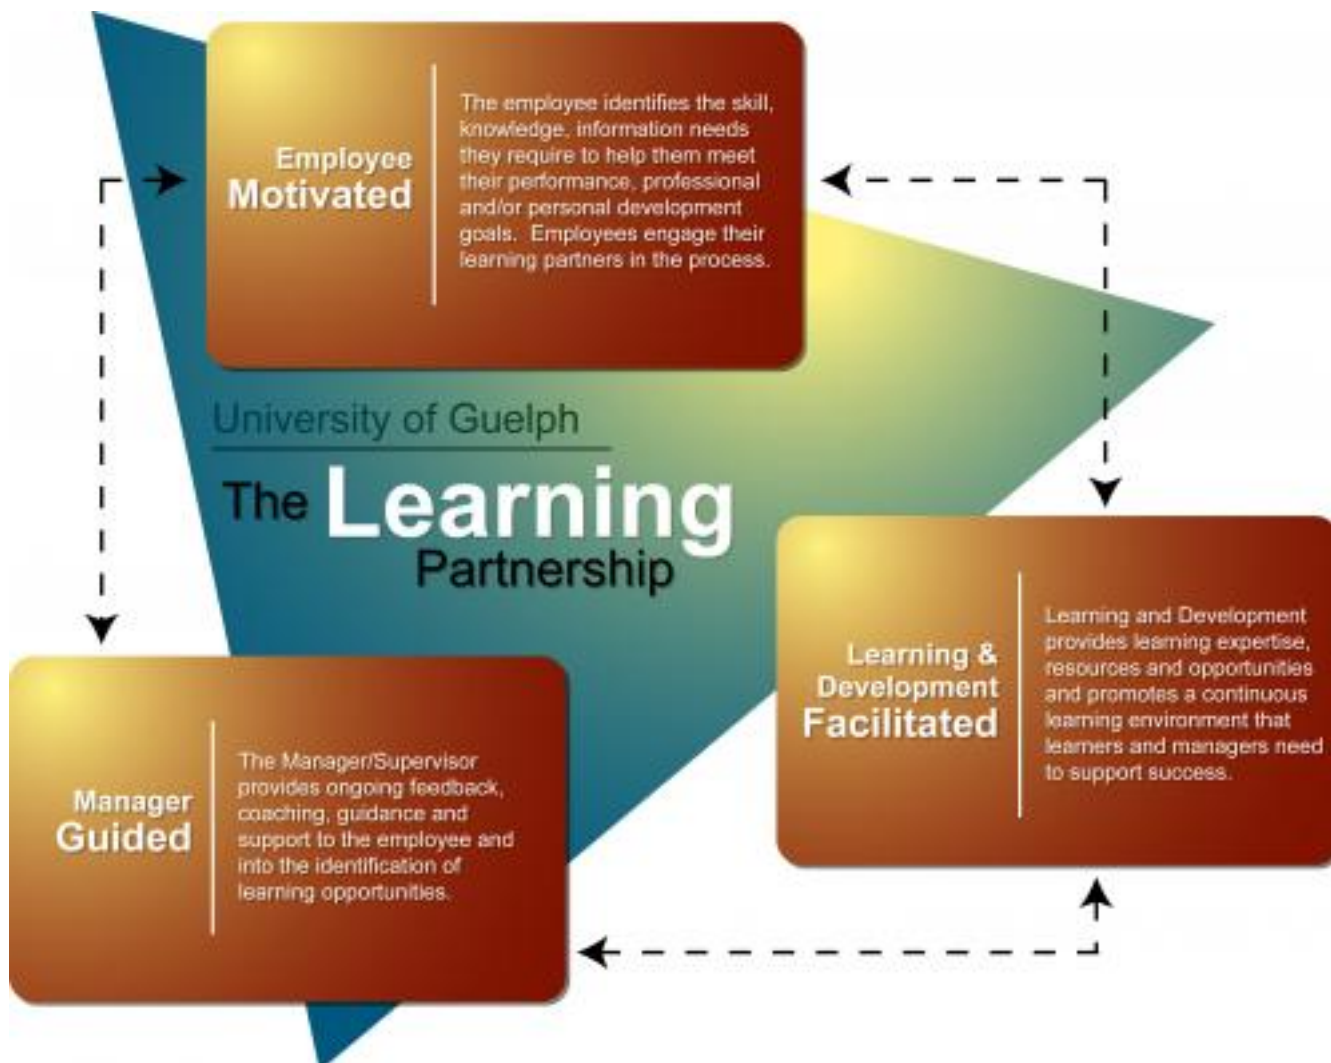 Employee
Motivated
The employee identifies the skill,
knowledge, information needs
they require to help them meet
their performance, professional
and/or personal development
goals. Employees engage their
learning partners in the process.
University of Guelph
The Learning
Partnership
Learning &
Development
Facilitated
Learning and Development
provides learning expertise,
resources and opportunities
and promotes a continuous
learning environment that
learners and managers need
to support success.
Manager
Guided
The Manager/Supervisor
provides ongoing feedback,
coaching, guidance and
support to the employee and
into the identification of
learning opportunities.